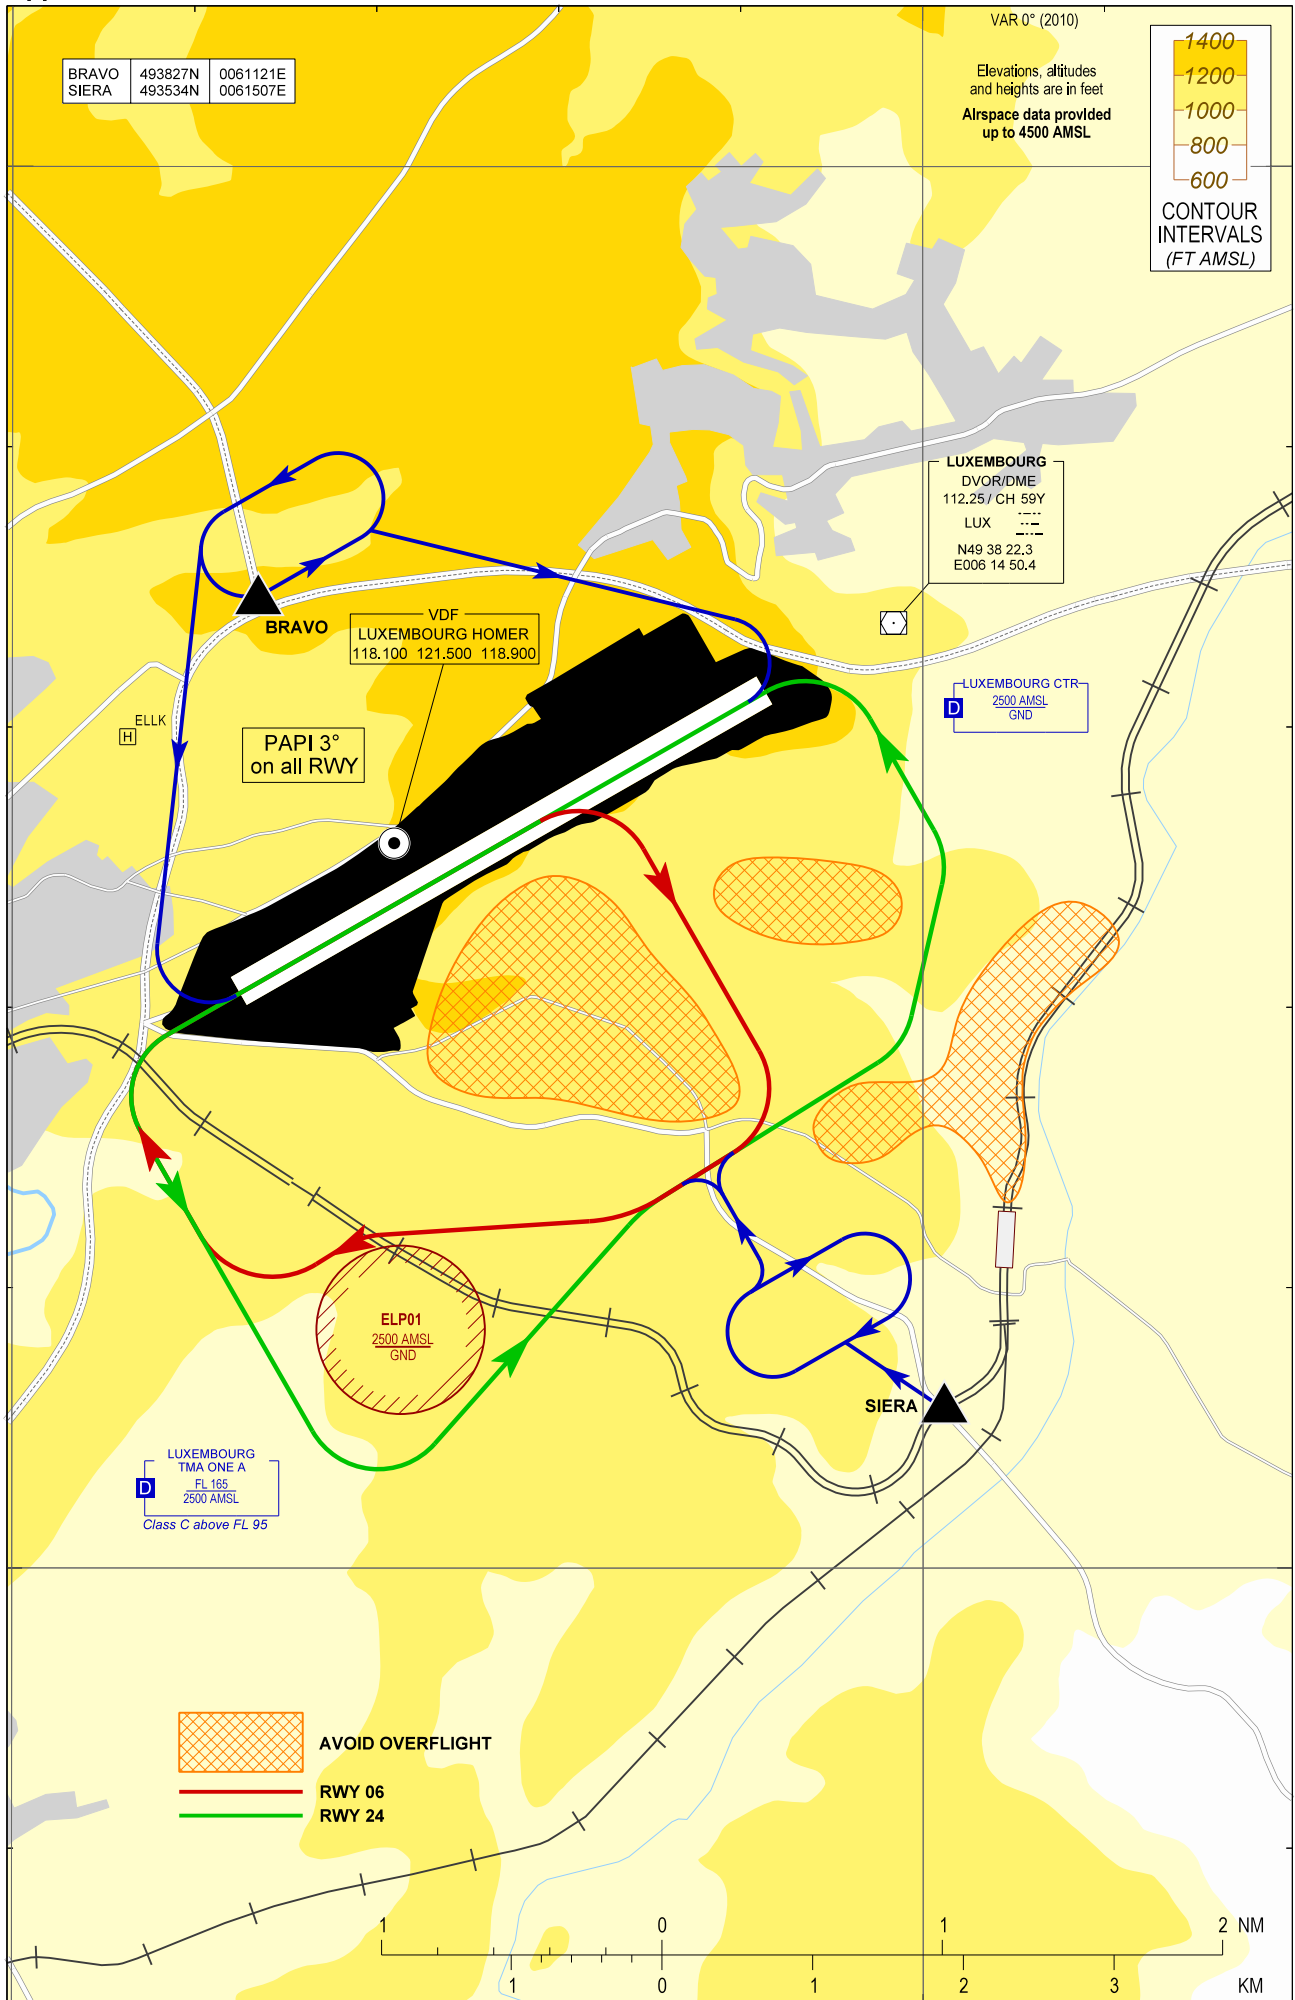 VAR 0° (2010)
Elevations, altitudes
and heights are in feet
Airspace data provided
up to 4500 AMSL
1400
1200
1000
800
600
CONTOUR
INTERVALS
(FT AMSL)
BRAVO 493827N 0061121E
SIERA 493534N 0061507E
LUXEMBOURG
DVOR/DME
112.25 / CH 59Y
LUX
N49 38 22.3
E006 14 50.4
BRAVO
VDF
LUXEMBOURG HOMER
118.100 121.500 118.900
LUXEMBOURG CTR
D
2500 AMSL
GND
ELLK
H
PAPI 3°
on all RWY
ELP01
2500 AMSL
GND
SIERA
LUXEMBOURG
TMA ONE A
D
FL 165
2500 AMSL
Class C above FL 95
AVOID OVERFLIGHT
RWY 06
RWY 24
1 0 1 2 NM
1 0 1 2 3 KM